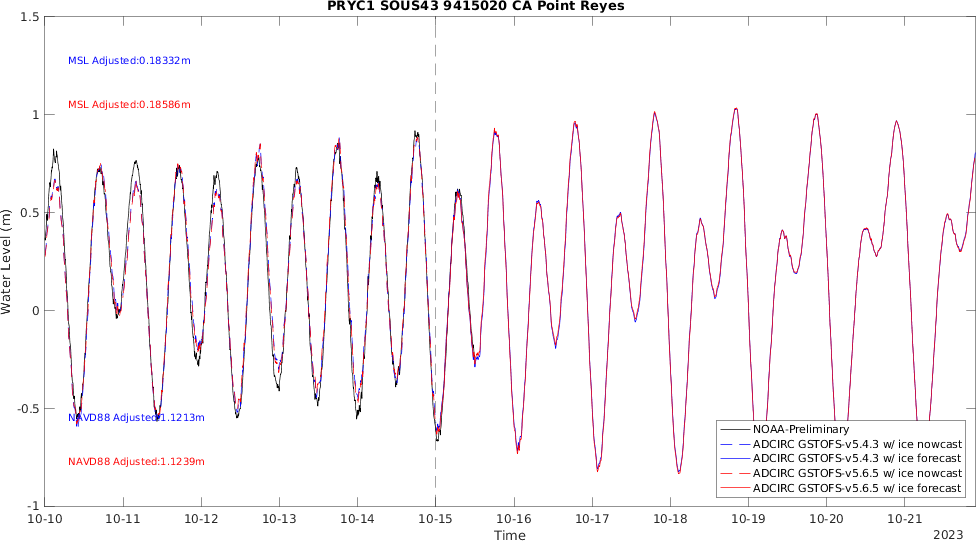 PRYC1 SOUS43 9415020 CA Point Reyes
1.5
MSL Adjusted:0.18332m
MSL Adjusted:0.18586m
1
0.5
Water Level (m)
0
-0.5
NAVD88 Adjusted:1.1213m
NAVD88 Adjusted:1.1239m
NOAA-Preliminary
ADCIRC GSTOFS-v5.4.3 w/ ice nowcast
ADCIRC GSTOFS-v5.4.3 w/ ice forecast
ADCIRC GSTOFS-v5.6.5 w/ ice nowcast
ADCIRC GSTOFS-v5.6.5 w/ ice forecast
-1
10-10 10-11 10-12 10-13 10-14 10-15 10-16 10-17 10-18 10-19 10-20 10-21
Time
2023